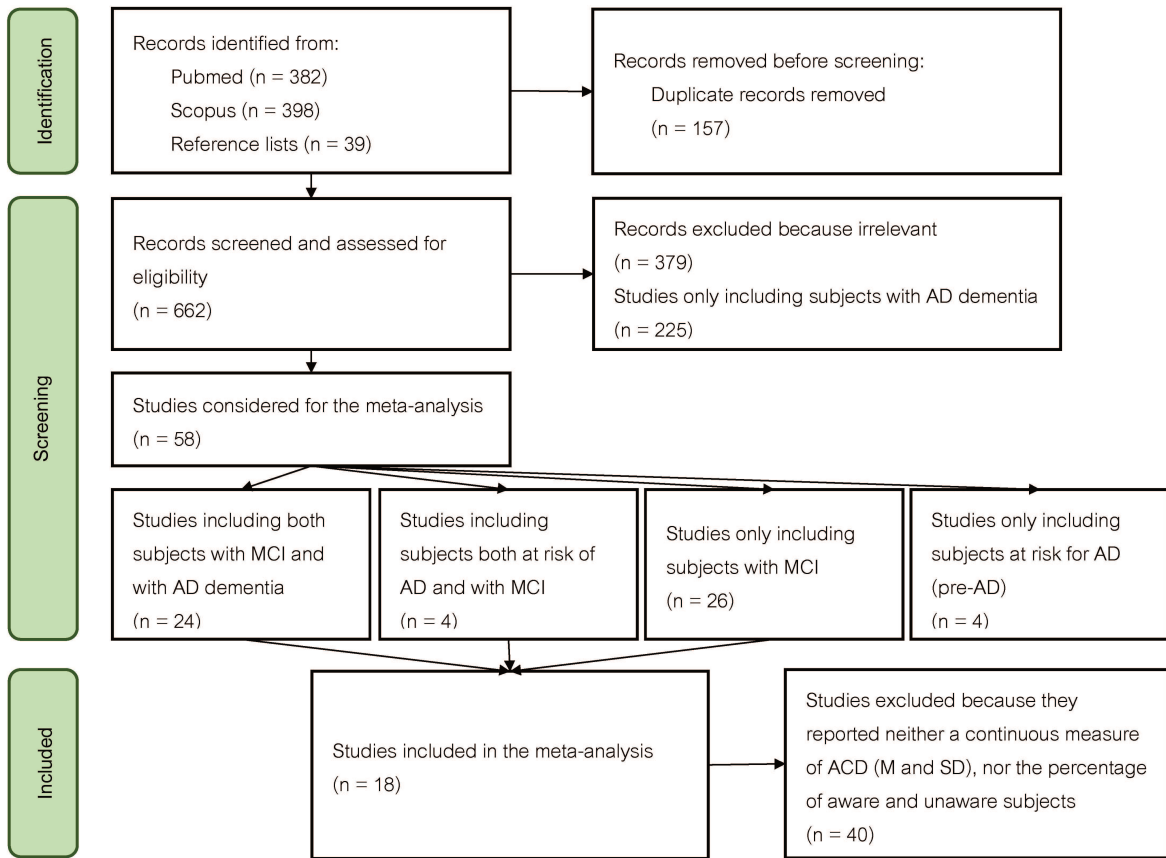 Identification
Records identified from:
Pubmed (n = 382)
Scopus (n = 398)
Reference lists (n = 39)
Records removed before screening:
Duplicate records removed
(n = 157)
Screening
Records screened and assessed for
eligibility
(n = 662)
Records excluded because irrelevant
(n = 379)
Studies only including subjects with AD dementia
(n = 225)
Studies considered for the meta-analysis
(n = 58)
Studies including both
subjects with MCI and
with AD dementia
(n = 24)
Studies including
subjects both at risk of
AD and with MCI
(n = 4)
Studies only including
subjects with MCI
(n = 26)
Studies only including
subjects at risk for AD
(pre-AD)
(n = 4)
Included
Studies included in the meta-analysis
(n = 18)
Studies excluded because they
reported neither a continuous measure
of ACD (M and SD), nor the percentage
of aware and unaware subjects
(n = 40)